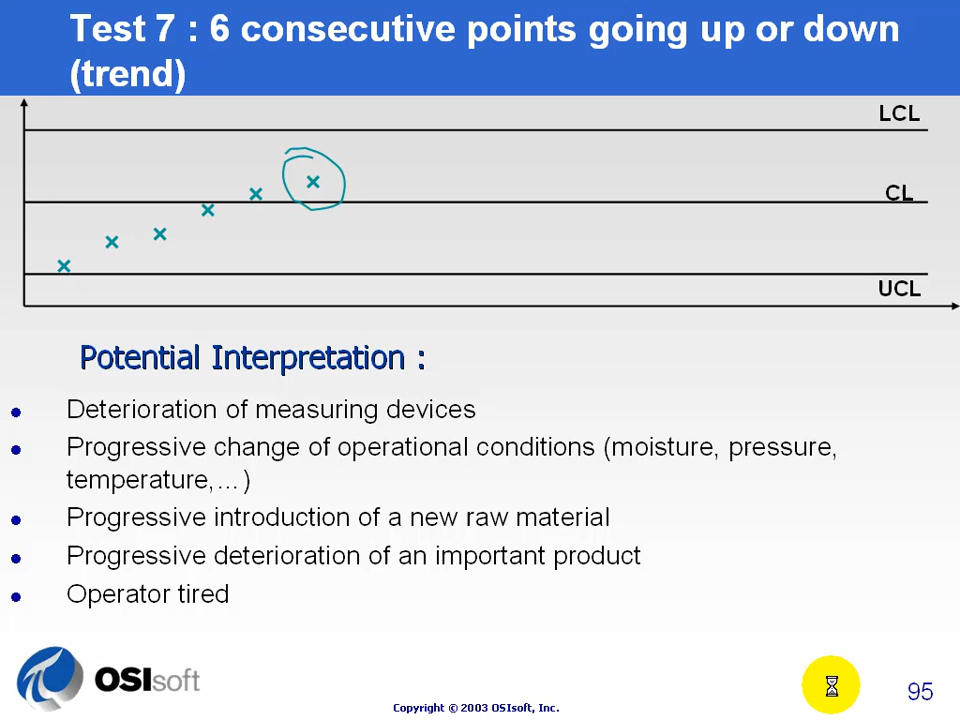 Test 7 : 6 consecutive points going up or down
(trend)
LCL
CL
UCL
Potential Interpretation :
Deterioration of measuring devices
Progressive change of operational conditions (moisture, pressure,
temperature,…)
Progressive introduction of a new raw material
Progressive deterioration of an important product
Operator tired
OSIsoft
Copyright © 2003 OSIsoft, Inc.
95